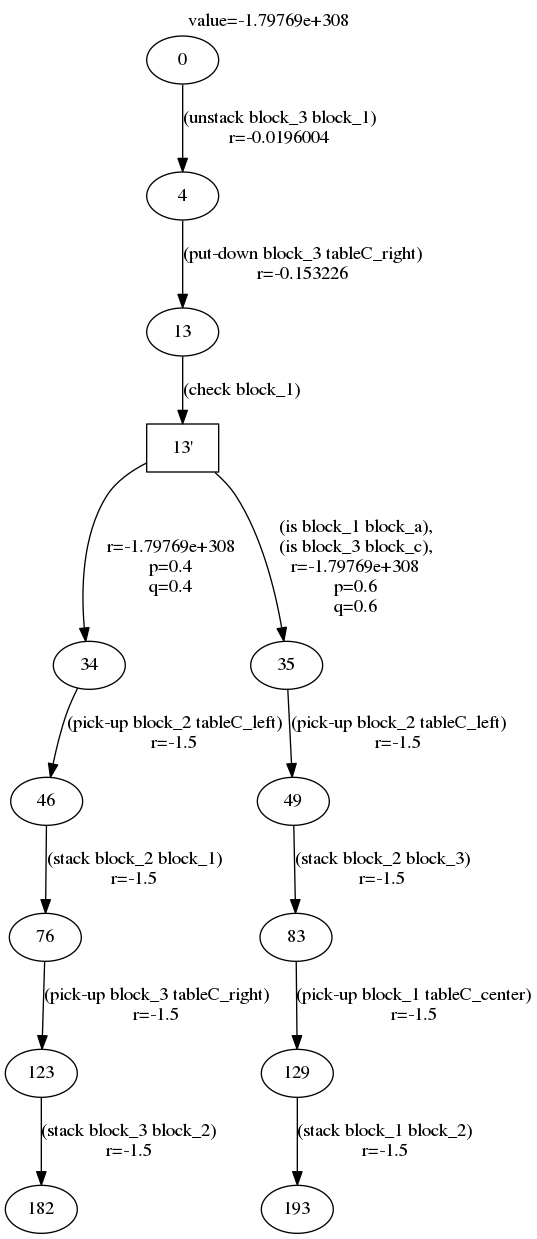 value=-1.79769e+308
0
(unstack block_3 block_1)
r=-0.0196004
4
(put-down block_3 tableC_right)
r=-0.153226
13
(check block_1)
13'
r=-1.79769e+308
p=0.4
q=0.4
(is block_1 block_a),
(is block_3 block_c),
r=-1.79769e+308
p=0.6
q=0.6
34
35
(pick-up block_2 tableC_left)
r=-1.5
(pick-up block_2 tableC_left)
r=-1.5
46
49
(stack block_2 block_1)
r=-1.5
(stack block_2 block_3)
r=-1.5
76
83
(pick-up block_3 tableC_right)
r=-1.5
(pick-up block_1 tableC_center)
r=-1.5
123
129
(stack block_3 block_2)
r=-1.5
(stack block_1 block_2)
r=-1.5
182
193